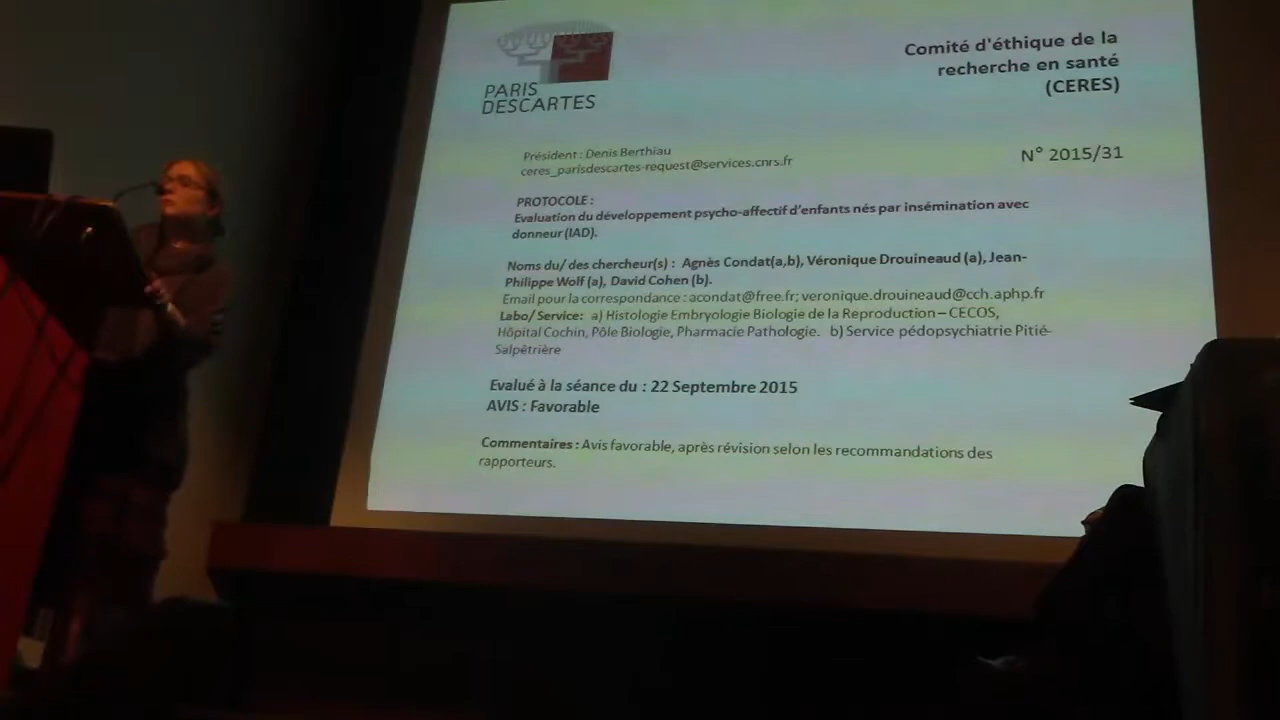 PARIS
DESCARTES
Comité d'éthique de la
recherche en santé
(CERES)
Président : Denis Berthiau
ceres_parisdescartes-request@services.cnrs.fr
N° 2015/31
PROTOCOLE :
Evaluation du développement psycho-affectif d'enfants nés par insémination avec
donneur (IAD).
Noms du/ des chercheur(s) : Agnès Condat(a,b), Véronique Drouineaud (a), Jean-
Philippe Wolf (a), David Cohen (b).
Email pour la correspondance : acondat@free.fr; veronique.drouineaud@cch.aphp.fr
Labo/ Service: a) Histologie Embryologie Biologie de la Reproduction – CECOS,
Hôpital Cochin, Pôle Biologie, Pharmacie Pathologie. b) Service pédopsychiatrie Pitié-
Salpêtrière
Evalué à la séance du : 22 Septembre 2015
AVIS : Favorable
Commentaires : Avis favorable, après révision selon les recommandations des
rapporteurs.